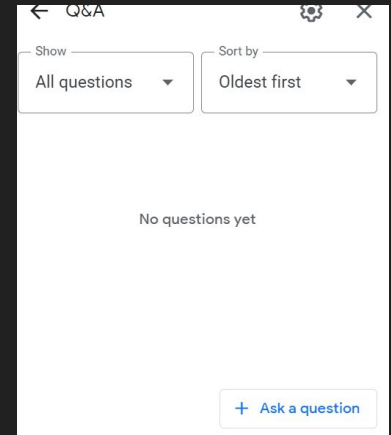 Q&A
Show
Sort by
All questions
Oldest first
No questions yet
+ Ask a question